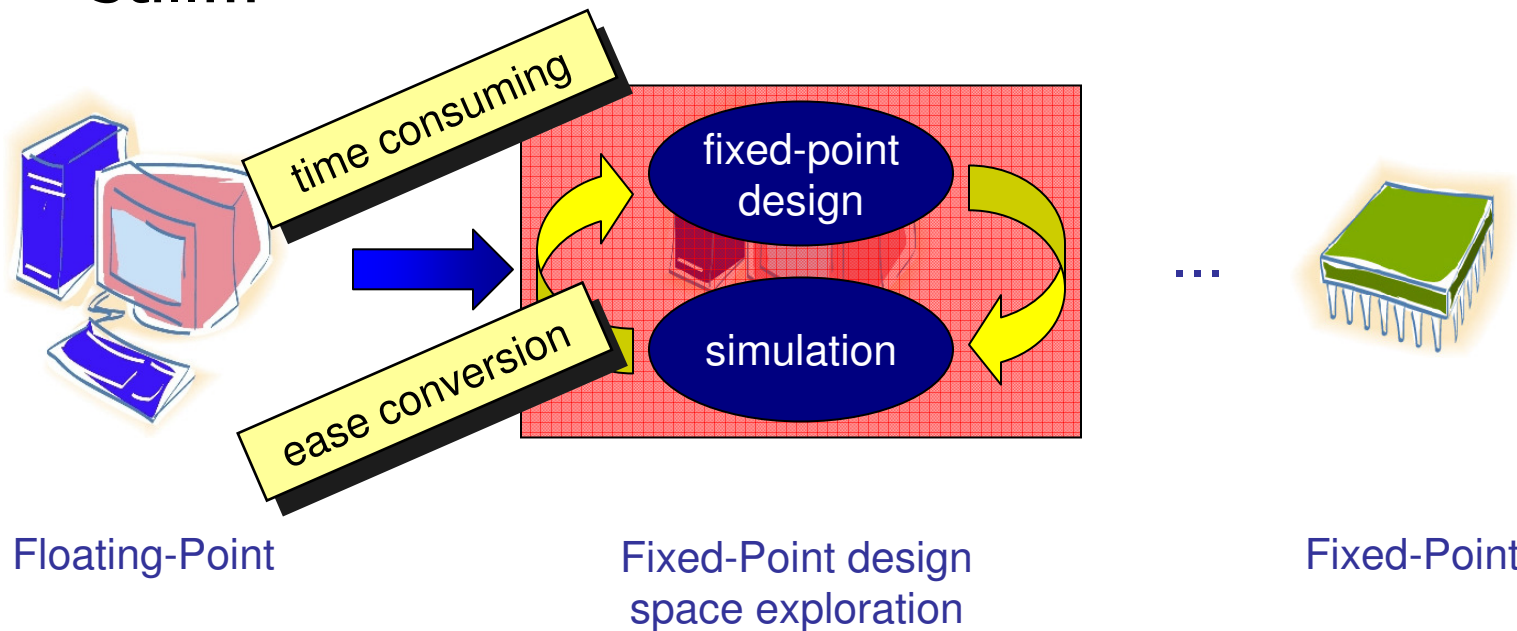 time consuming
fixed-point
design
...
simulation
ease conversion
Floating-Point
Fixed-Point design
space exploration
Fixed-Point